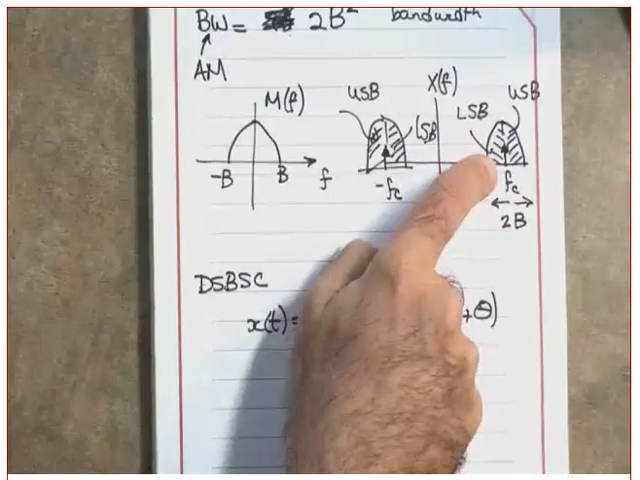 BW = 2B bandwidth
AM
M(f) USB X(f) USB
LSB LSB
-B B f -fc fc
2B
DSBSC
x(t) = +θ)